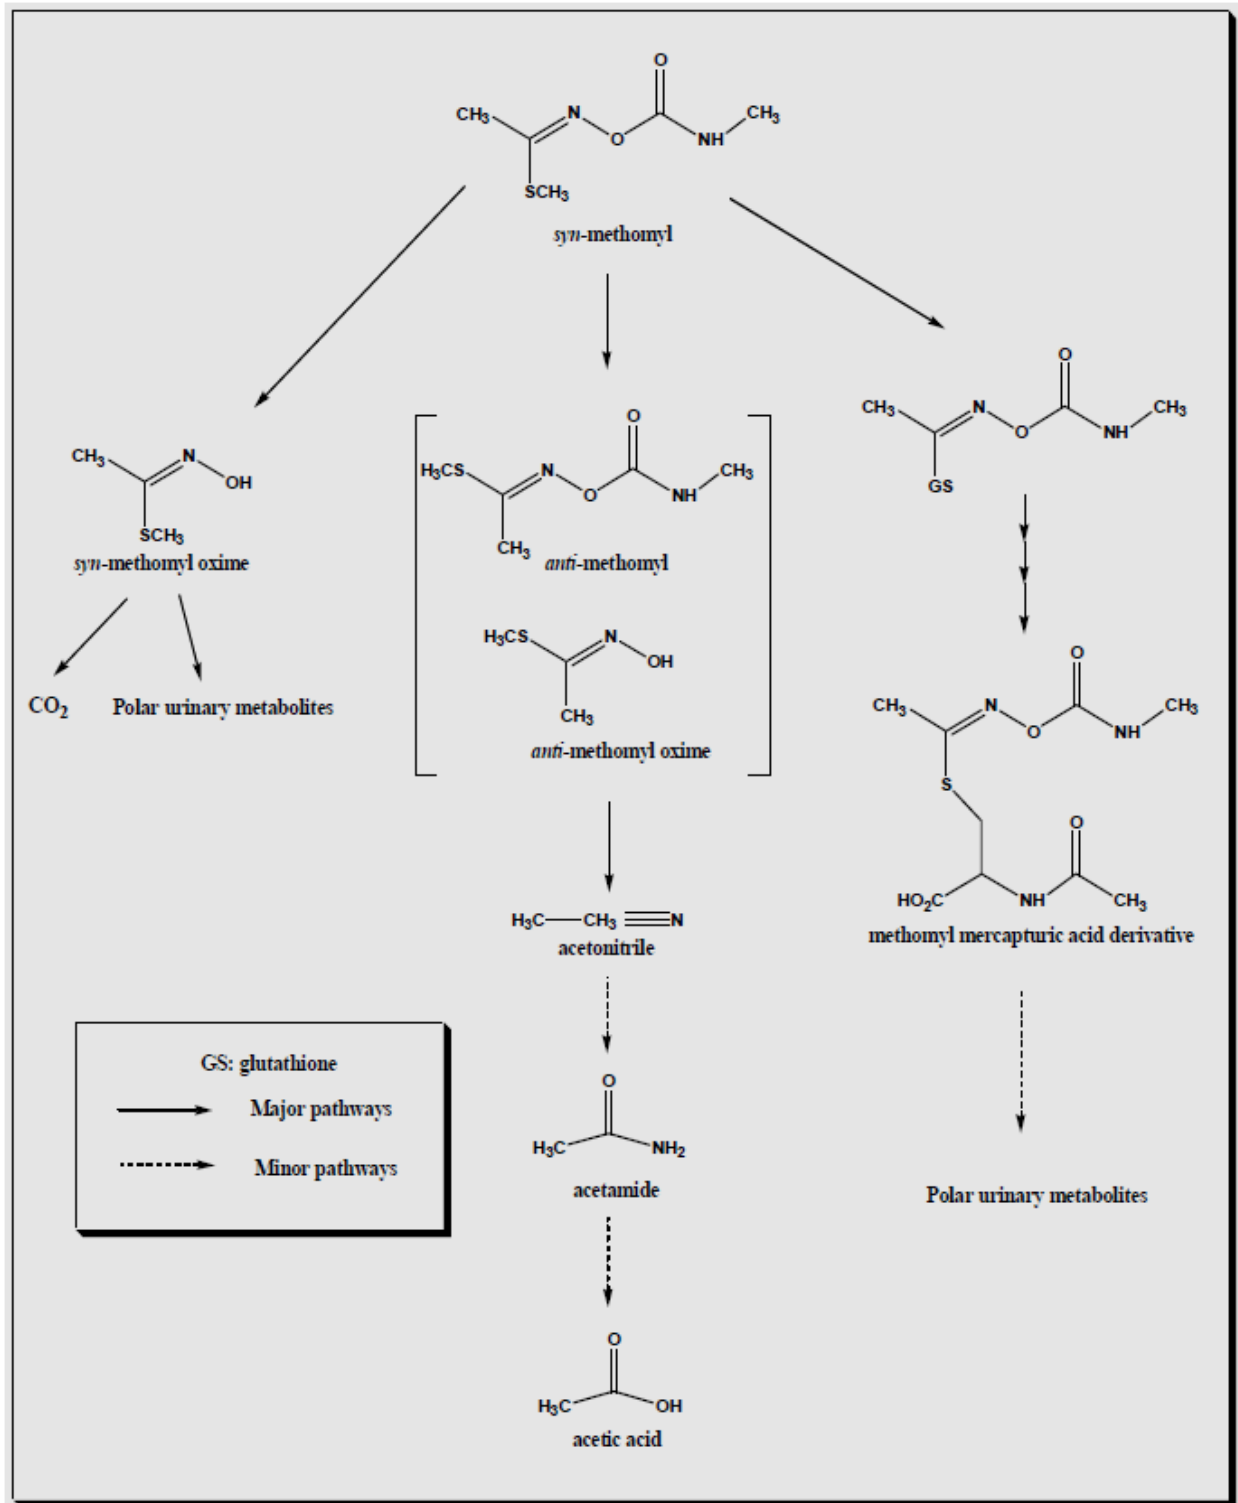 O
CH3 N O NH CH3
SCH3
syn-methomyl
CH3 N OH
SCH3
syn-methomyl oxime
CO2 Polar urinary metabolites
O
H3CS N O NH CH3
CH3
anti-methomyl
H3CS N OH
CH3
anti-methomyl oxime
H3C CH3 N
acetonitrile
O
H3C NH2
acetamide
O
H3C OH
acetic acid
O
CH3 N O NH CH3
GS
O
CH3 N O NH CH3
S
O
HO2C NH CH3
methomyl mercapturic acid derivative
Polar urinary metabolites
GS: glutathione
Major pathways
Minor pathways